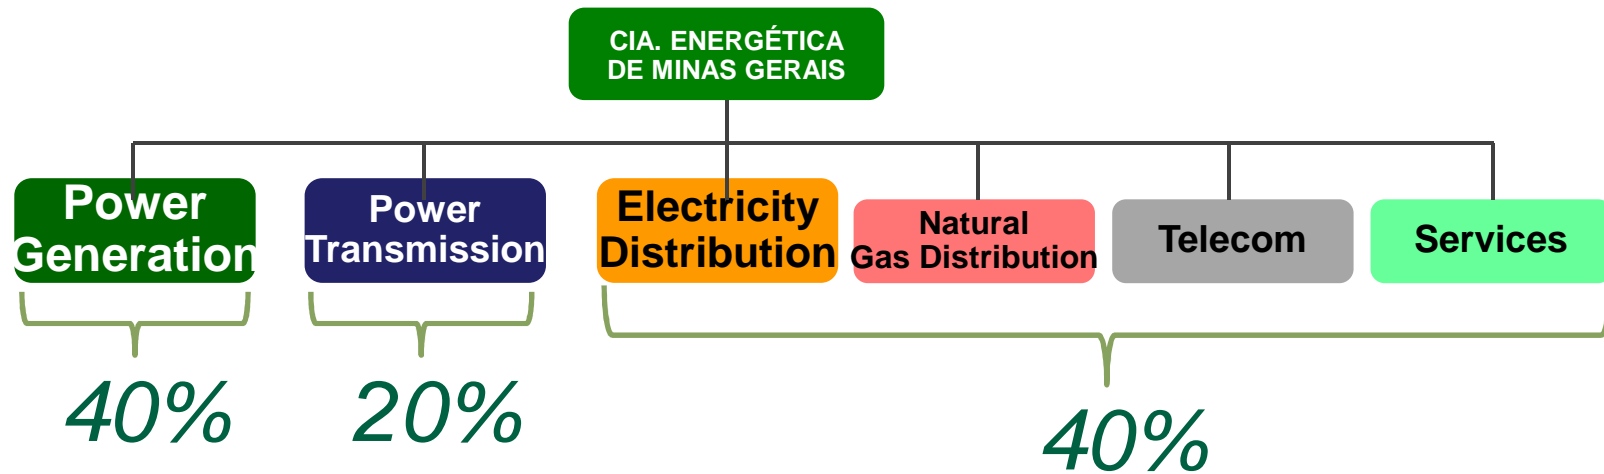 CIA. ENERGÉTICA
DE MINAS GERAIS
Power
Generation
Power
Transmission
Electricity
Distribution
Natural
Gas Distribution
Telecom
Services
40%
20%
40%